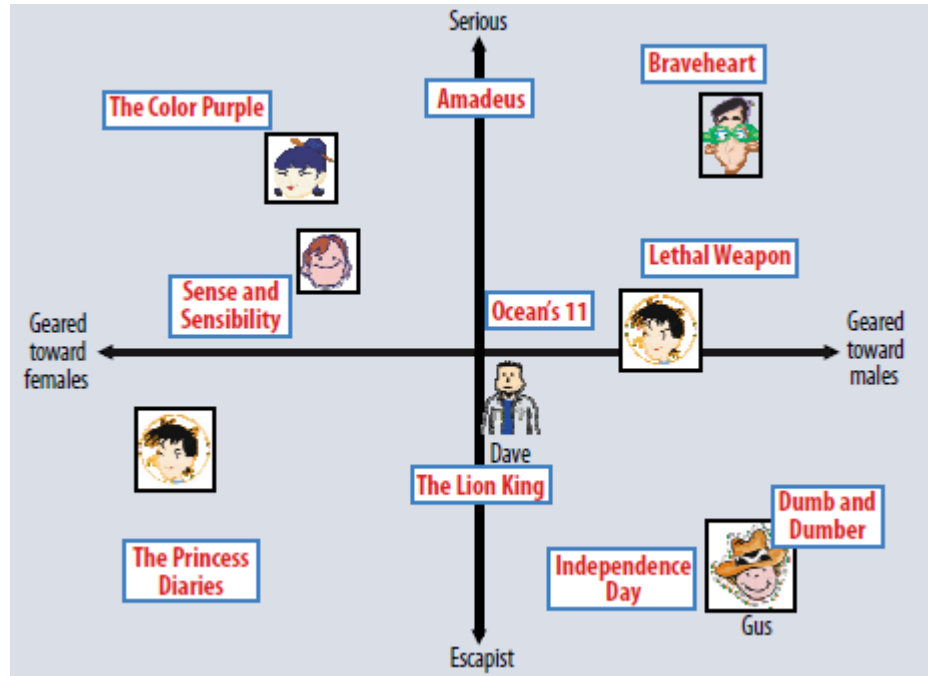 Serious
Braveheart
Amadeus
The Color Purple
Lethal Weapon
Sense and
Sensibility
Ocean's 11
Geared
toward
females
Geared
toward
males
Dave
The Lion King
Dumb and
Dumber
The Princess
Diaries
Independence
Day
Gus
Escapist